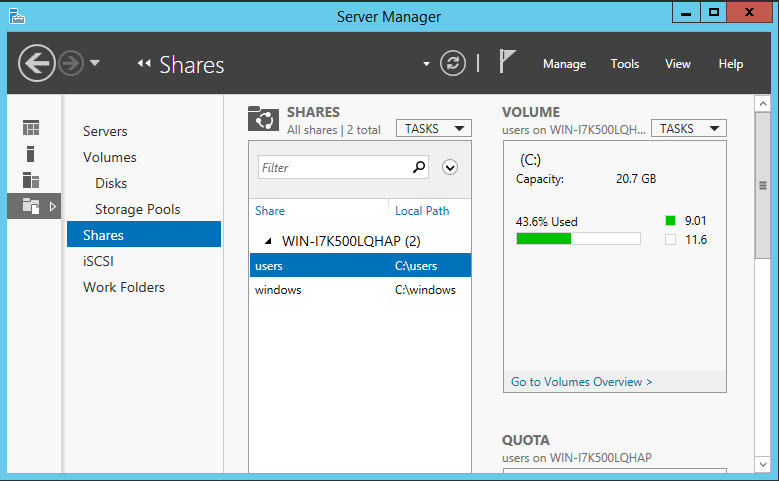 Server Manager
Shares
Manage Tools View Help
Servers
Volumes
Disks
Storage Pools
Shares
iSCSI
Work Folders
SHARES
All shares | 2 total
TASKS
Filter
Share Local Path
WIN-I7K500LQHAP (2)
users C:\users
windows C:\windows
VOLUME
users on WIN-I7K500LQH...
TASKS
(C:)
Capacity: 20.7 GB
43.6% Used
9.01
11.6
Go to Volumes Overview >
QUOTA
users on WIN-I7K500LQHAP